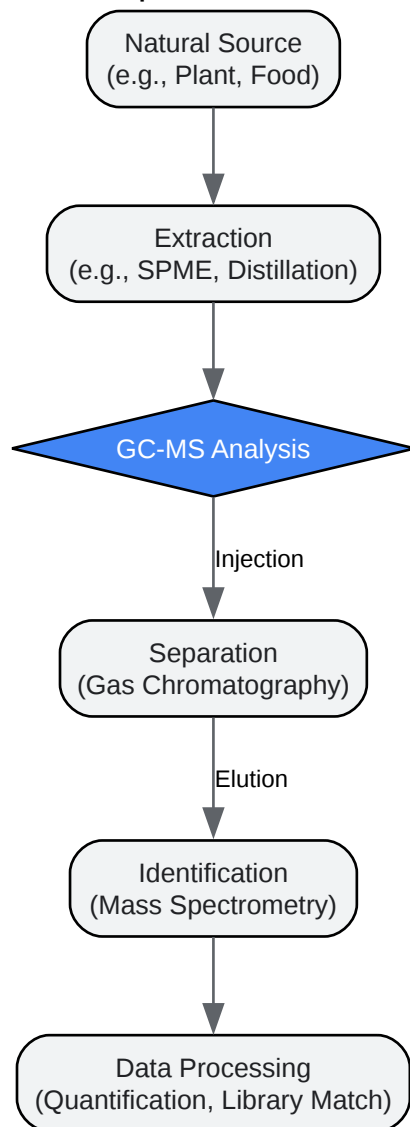 Natural Source
(e.g., Plant, Food)
Extraction
(e.g., SPME, Distillation)
GC-MS Analysis
Injection
Separation
(Gas Chromatography)
Elution
Identification
(Mass Spectrometry)
Data Processing
(Quantification, Library Match)